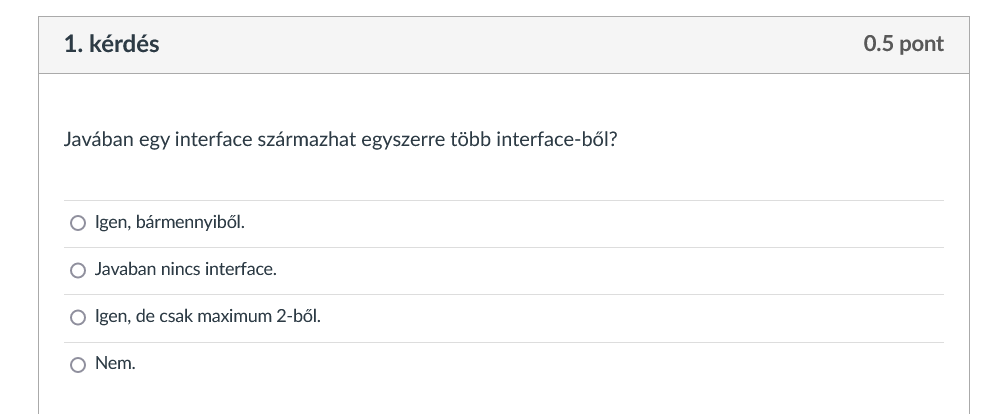 1. kérdés
0.5 pont
Javában egy interface származhat egyszerre több interface-ből?
Igen, bármennyiből.
Javaban nincs interface.
Igen, de csak maximum 2-ből.
Nem.